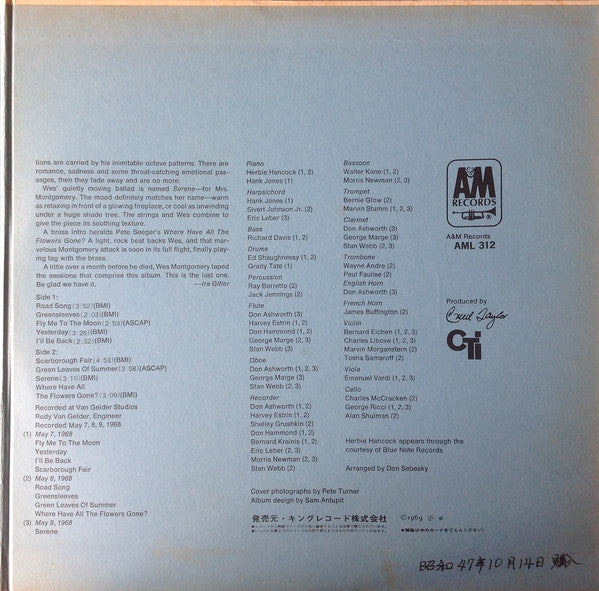 tions are carried by his inimitable octave patterns. There are
romance, sadness and some throat-catching emotional pas-
sages, then they fade away and are no more.
Wes' quietly moving ballad is named Serene—for Mrs.
Montgomery. The mood definitely matches her name—warm
as relaxing in front of a glowing fireplace, or cool as unwinding
under a huge shade tree. The strings and Wes combine to
give the piece its soothing texture.
A brass intro heralds Pete Seeger's Where Have All The
Flowers Gone? A light, rock beat backs Wes, and that mar-
velous Montgomery attack is soon in its full flight, finally play-
ing tag with the brass.
A little over a month before he died, Wes Montgomery taped
the sessions that comprise this album. This is the last one.
Be glad we have it. —Ira Gitler
Side 1:
Road Song (3:52)(BMI)
Greensleeves (2:03)(BMI)
Fly Me To The Moon (2:53)(ASCAP)
Yesterday (3:26)(BMI)
I'll Be Back (2:32)(BMI)
Side 2:
Scarborough Fair (4:53)(BMI)
Green Leaves Of Summer (3:58)(ASCAP)
Serene (3:10)(BMI)
Where Have All
The Flowers Gone? (3:09)(BMI)
Recorded at Van Gelder Studios
Rudy Van Gelder, Engineer
Recorded May 7, 8, 9, 1968
(1) May 7, 1968
Fly Me To The Moon
Yesterday
I'll Be Back
Scarborough Fair
(2) May 8, 1968
Road Song
Greensleeves
Green Leaves Of Summer
Where Have All The Flowers Gone?
(3) May 9, 1968
Serene
Piano
Herbie Hancock (1, 2)
Hank Jones (1)
Harpsichord
Hank Jones (1)
Sivert Johnson Jr. (2)
Eric Leber (3)
Bass
Richard Davis (1)
Drums
Ed Shaughnessy (1, 2)
Grady Tate (1)
Percussion
Ray Barretto (2)
Jack Jennings (2)
Flute
Don Ashworth (3)
Harvey Estrin (1, 2)
Don Hammond (1, 2)
George Marge (2, 3)
Stan Webb (3)
Oboe
Don Ashworth (1, 2, 3)
George Marge (3)
Stan Webb (2, 3)
Recorder
Don Ashworth (1, 2)
Harvey Estrin (1, 2)
Shelley Grushkin (2)
Don Hammond (1)
Bernard Krainis (1, 2)
Eric Leber (2, 3)
Morris Newman (2, 3)
Stan Webb (2)
Bassoon
Walter Kane (1, 2)
Morris Newman (2, 3)
Trumpet
Bernie Glow (2)
Marvin Stamm (1, 2, 3)
Clarinet
Don Ashworth (3)
George Marge (3)
Stan Webb (2, 3)
Trombone
Wayne Andre (2)
Paul Faulise (2)
English Horn
Don Ashworth (3)
French Horn
James Buffington (2)
Violin
Bernard Eichen (1, 2, 3)
Charles Libove (1, 2, 3)
Marvin Morganstern (2)
Tosha Samaroff (2)
Viola
Emanuel Vardi (1, 2, 3)
Cello
Charles McCracken (2)
George Ricci (1, 2, 3)
Alan Shulman (2)
Herbie Hancock appears through the
courtesy of Blue Note Records
Arranged by Don Sebesky
Cover photographs by Pete Turner
Album design by Sam Antupit
発売元・キングレコード株式会社
©1969
A&M
RECORDS
A&M Records
AML 312
Produced by
Creed Taylor
CTi
昭和47年10月14日 購入